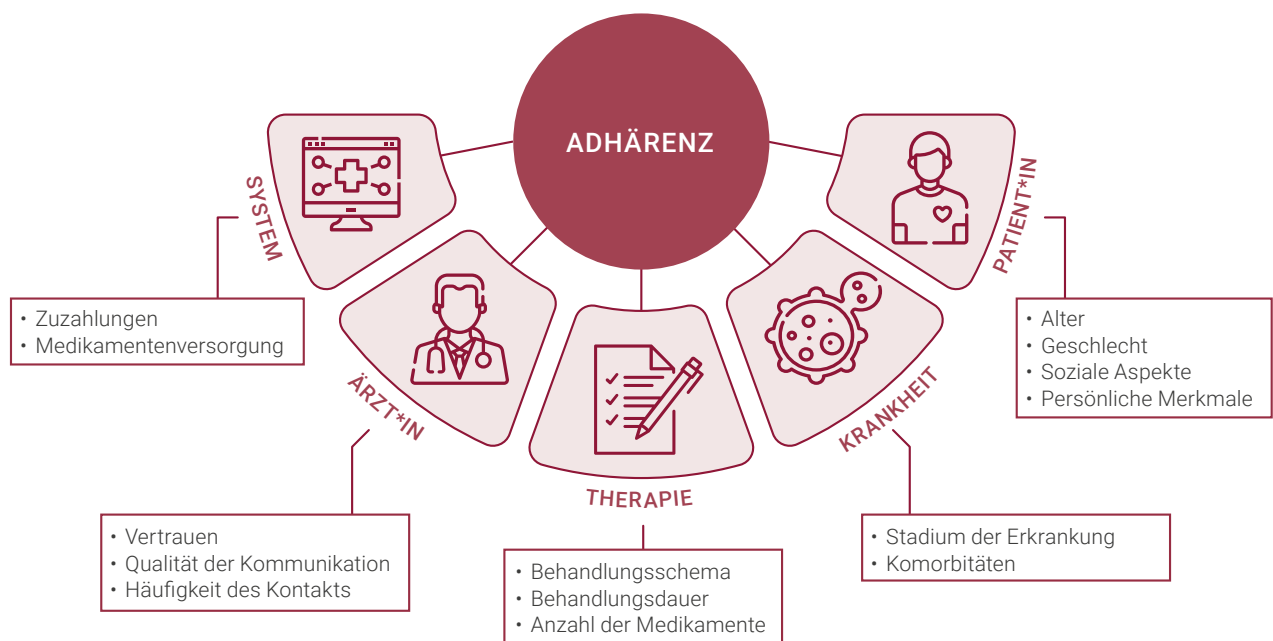 ADHÄRENZ
SYSTEM
• Zuzahlungen
• Medikamentenversorgung
ÄRZT*IN
• Vertrauen
• Qualität der Kommunikation
• Häufigkeit des Kontakts
THERAPIE
• Behandlungsschema
• Behandlungsdauer
• Anzahl der Medikamente
KRANKHEIT
• Stadium der Erkrankung
• Komorbitäten
PATIENT*IN
• Alter
• Geschlecht
• Soziale Aspekte
• Persönliche Merkmale